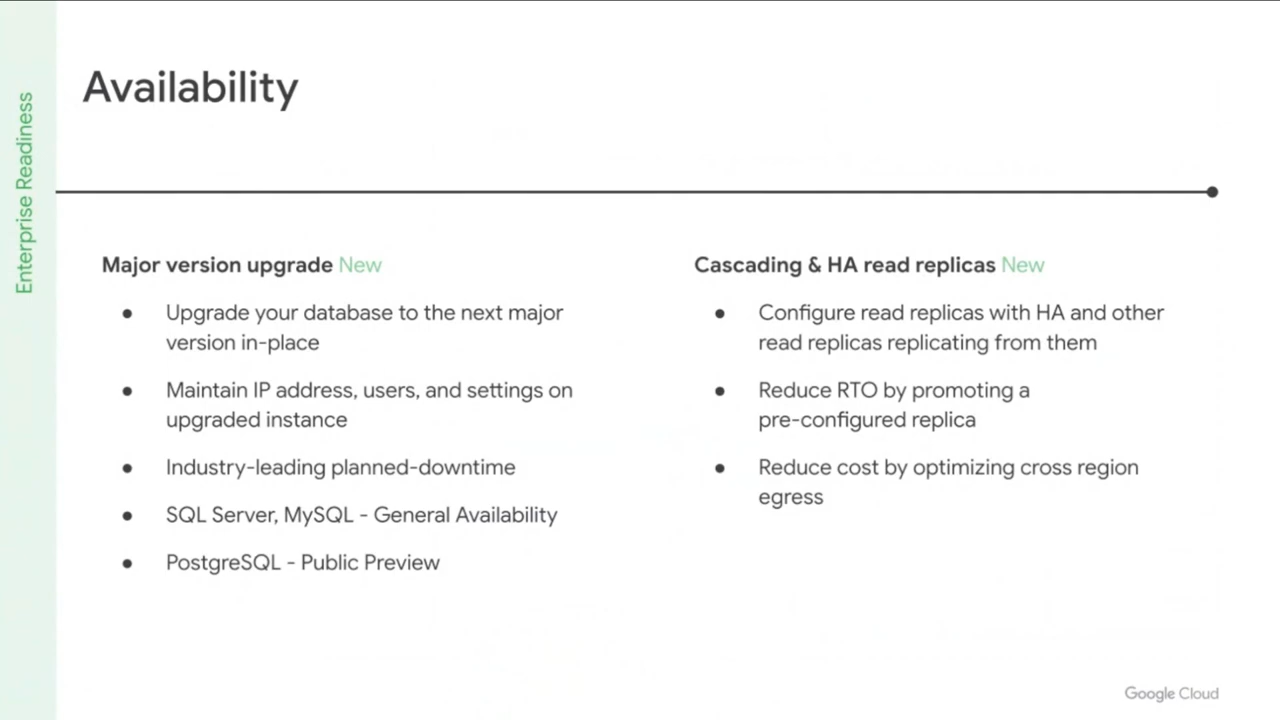 Enterprise Readiness
Availability
Major version upgrade New
● Upgrade your database to the next major
version in-place
● Maintain IP address, users, and settings on
upgraded instance
● Industry-leading planned-downtime
● SQL Server, MySQL - General Availability
● PostgreSQL - Public Preview
Cascading & HA read replicas New
● Configure read replicas with HA and other
read replicas replicating from them
● Reduce RTO by promoting a
pre-configured replica
● Reduce cost by optimizing cross region
egress
Google Cloud